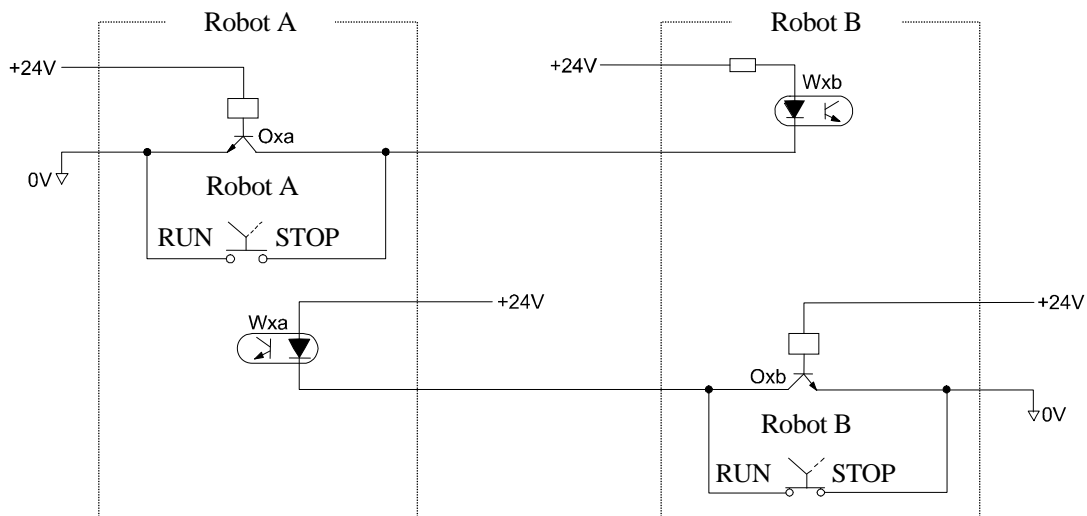 Robot A
Robot B
+24V
+24V
Wxb
Oxa
0V
Robot A
RUN STOP
+24V
+24V
Wxa
Oxb
0V
Robot B
RUN STOP